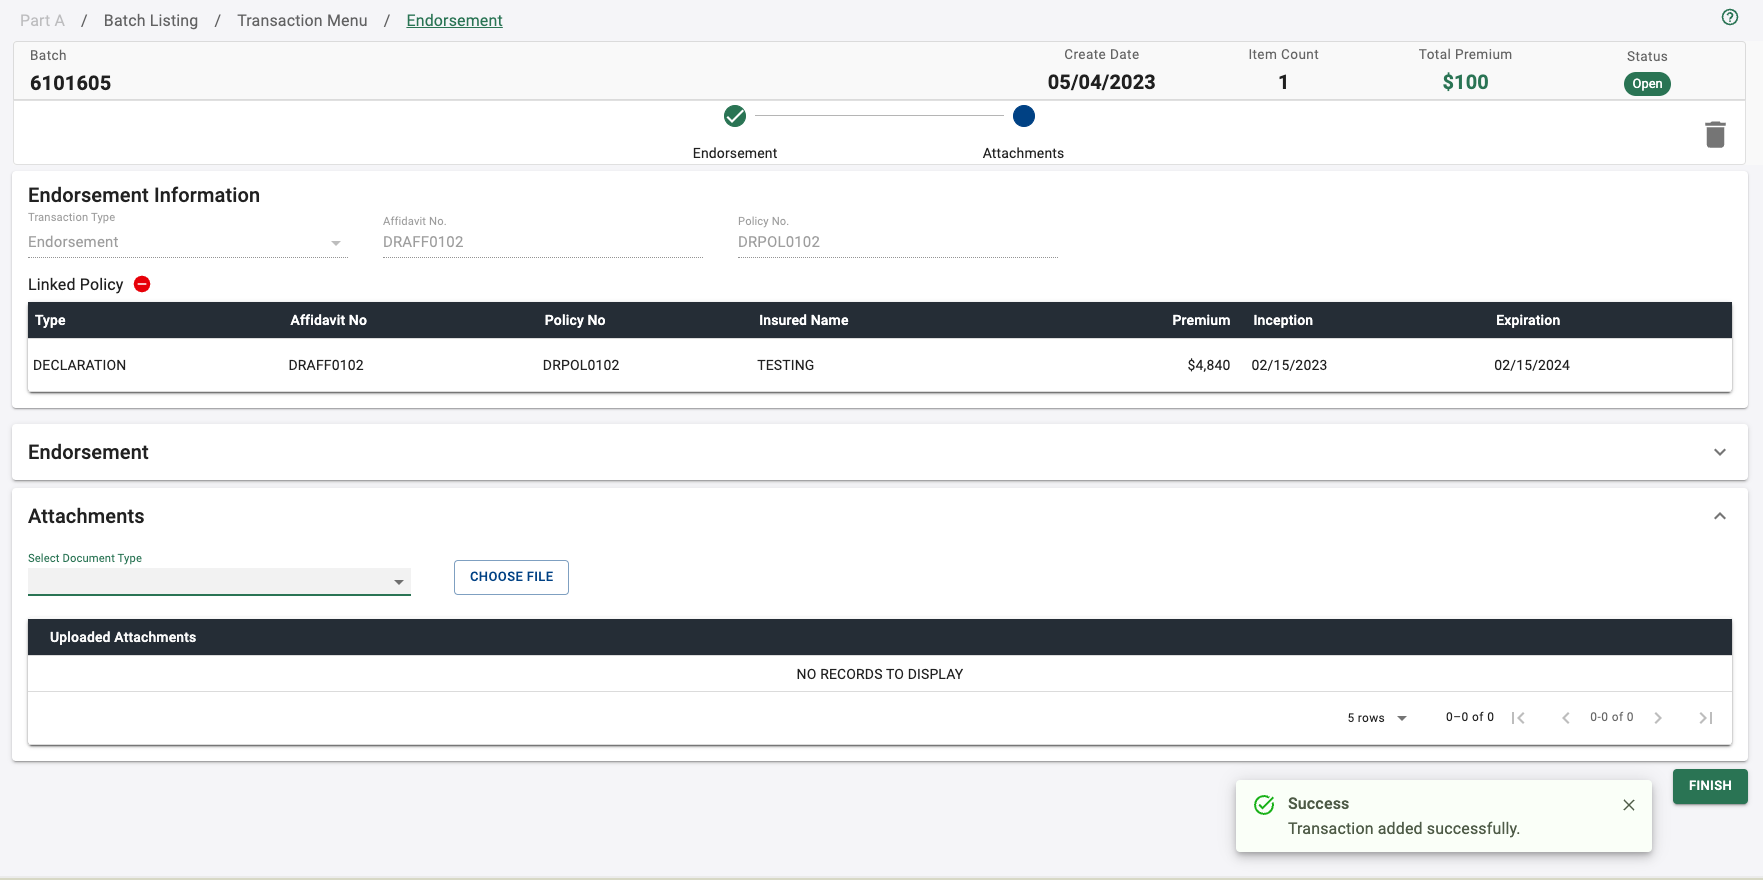 Part A / Batch Listing / Transaction Menu / Endorsement
Batch
6101605
Create Date
05/04/2023
Item Count
1
Total Premium
$100
Status
Open
Endorsement
Attachments
Endorsement Information
Transaction Type
Endorsement
Affidavit No.
DRAFF0102
Policy No.
DRPOL0102
Linked Policy
Type Affidavit No Policy No Insured Name Premium Inception Expiration
DECLARATION DRAFF0102 DRPOL0102 TESTING $4,840 02/15/2023 02/15/2024
Endorsement
Attachments
Select Document Type
CHOOSE FILE
Uploaded Attachments
NO RECORDS TO DISPLAY
5 rows 0–0 of 0 0-0 of 0
FINISH
Success
Transaction added successfully.